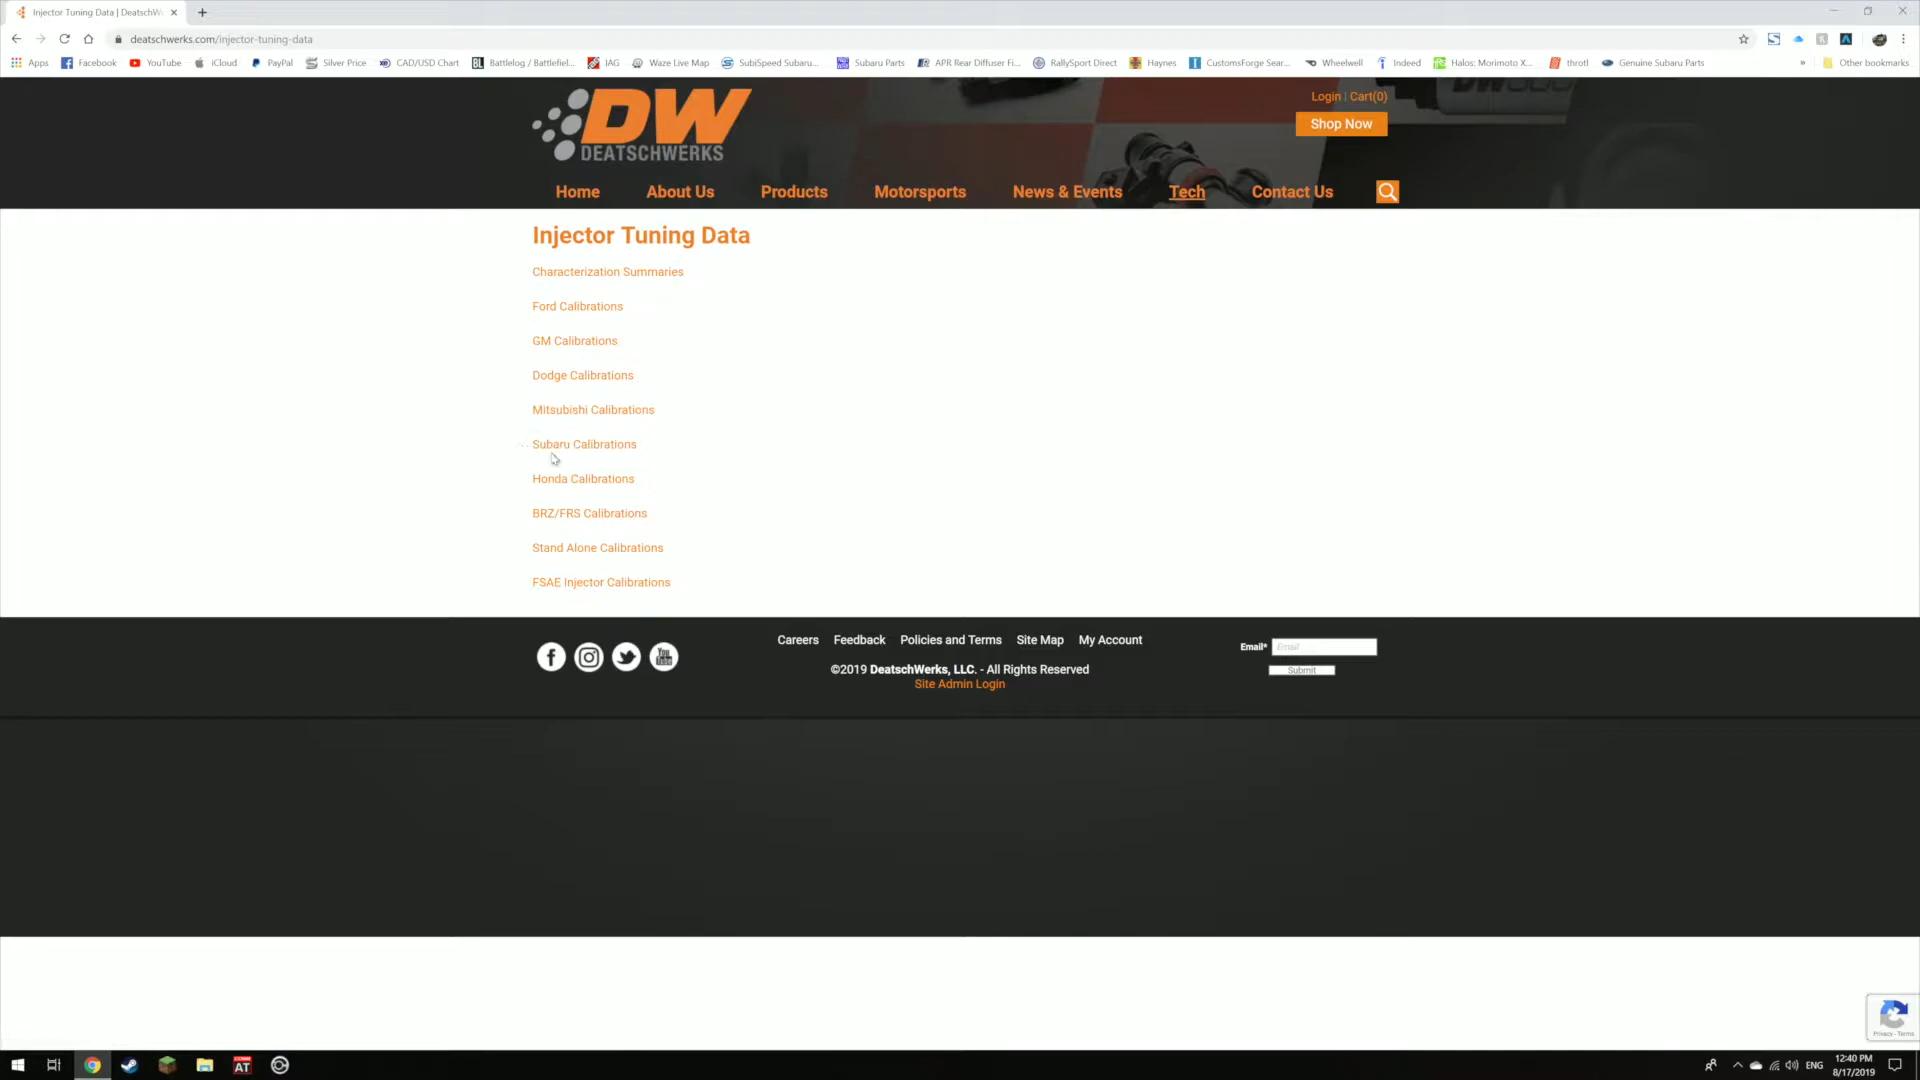 Injector Tuning Data | DeatschW
deatschwerks.com/injector-tuning-data
Apps Facebook YouTube iCloud PayPal Silver Price CAD/USD Chart Battlelog / Battlefiel... IAG Waze Live Map SubiSpeed Subaru... Subaru Parts APR Rear Diffuser Fi... RallySport Direct Haynes CustomsForge Sear... Wheelwell Indeed Halos: Morimoto X... throtl Genuine Subaru Parts » Other bookmarks
DW
DEATSCHWERKS
Login | Cart(0)
Shop Now
Home About Us Products Motorsports News & Events Tech Contact Us
Injector Tuning Data
Characterization Summaries
Ford Calibrations
GM Calibrations
Dodge Calibrations
Mitsubishi Calibrations
Subaru Calibrations
Honda Calibrations
BRZ/FRS Calibrations
Stand Alone Calibrations
FSAE Injector Calibrations
Careers Feedback Policies and Terms Site Map My Account
Email* Email
Submit
©2019 DeatschWerks, LLC. - All Rights Reserved
Site Admin Login
Privacy - Terms
AT
ENG
12:40 PM
8/17/2019